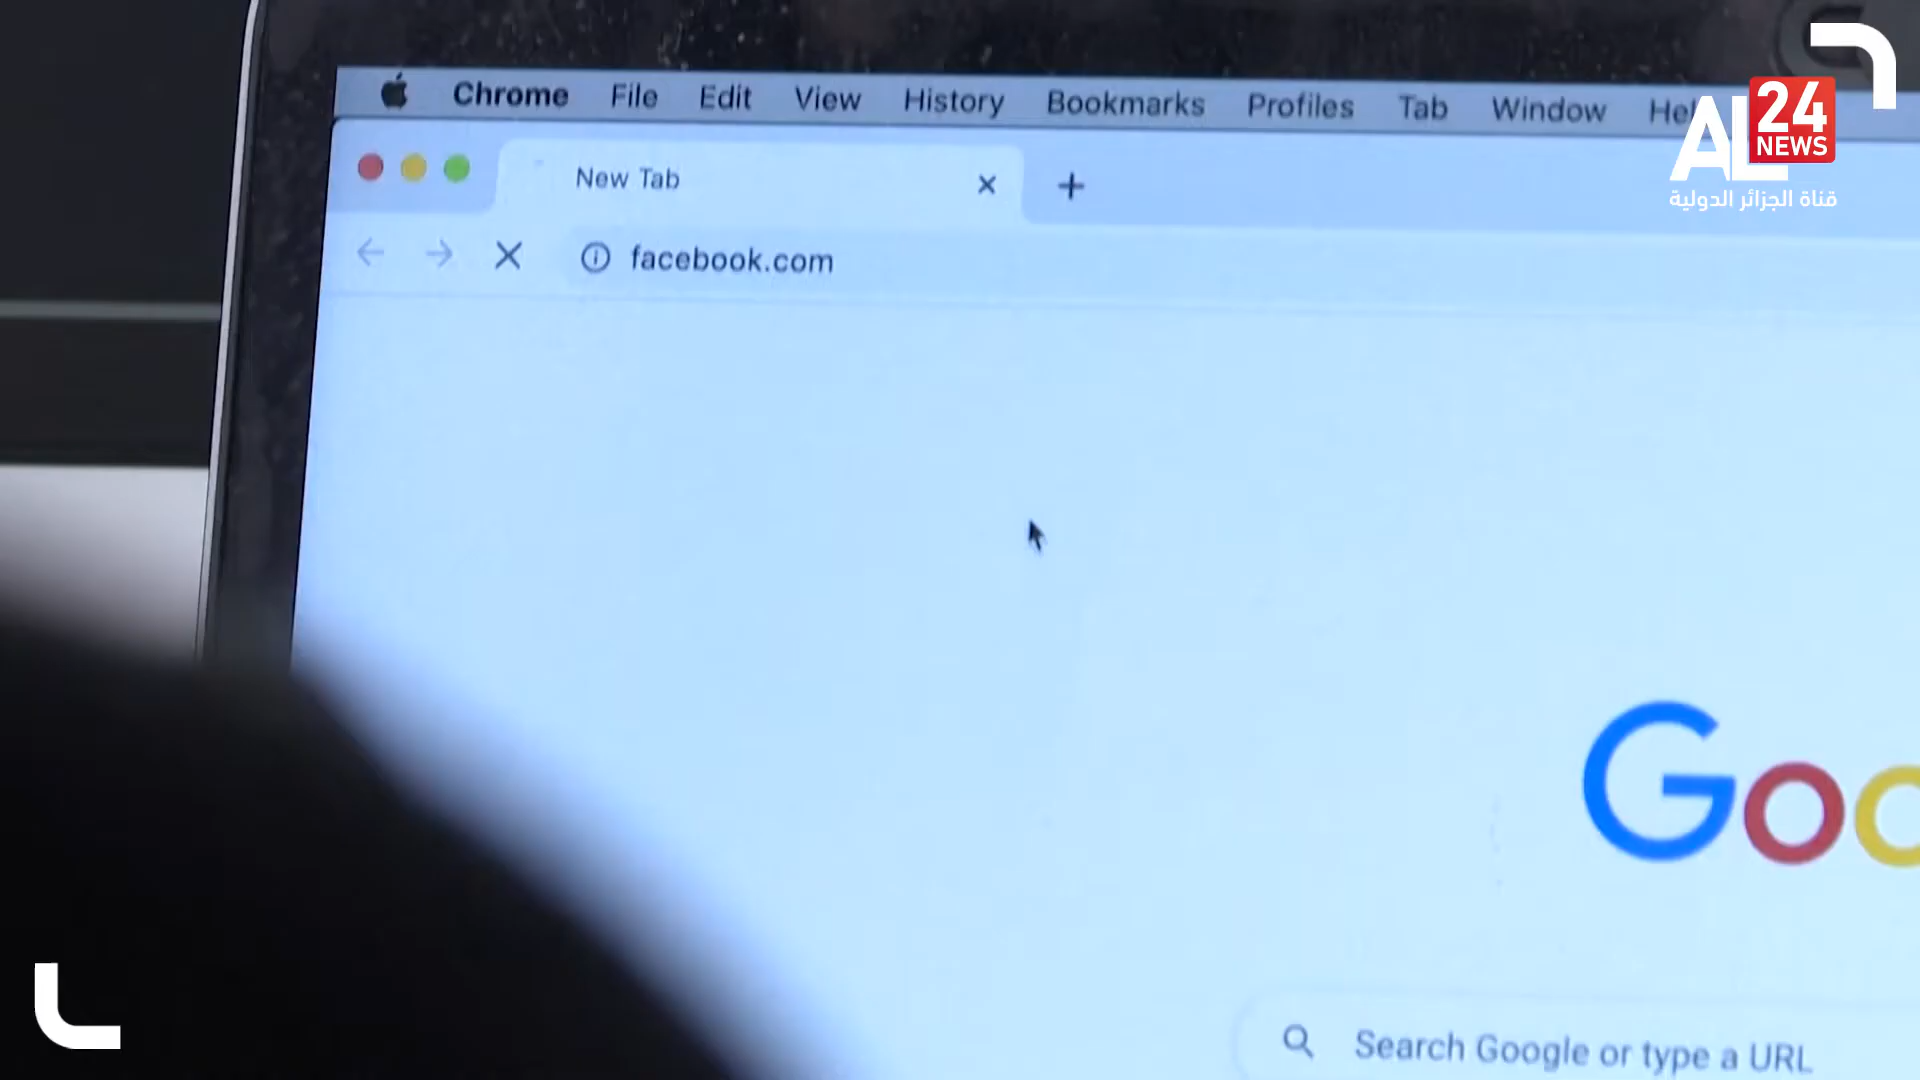 Chrome File Edit View History Bookmarks Profiles Tab Window Hel
AL 24 NEWS
قناة الجزائر الدولية
New Tab
facebook.com
Goo
Search Google or type a URL